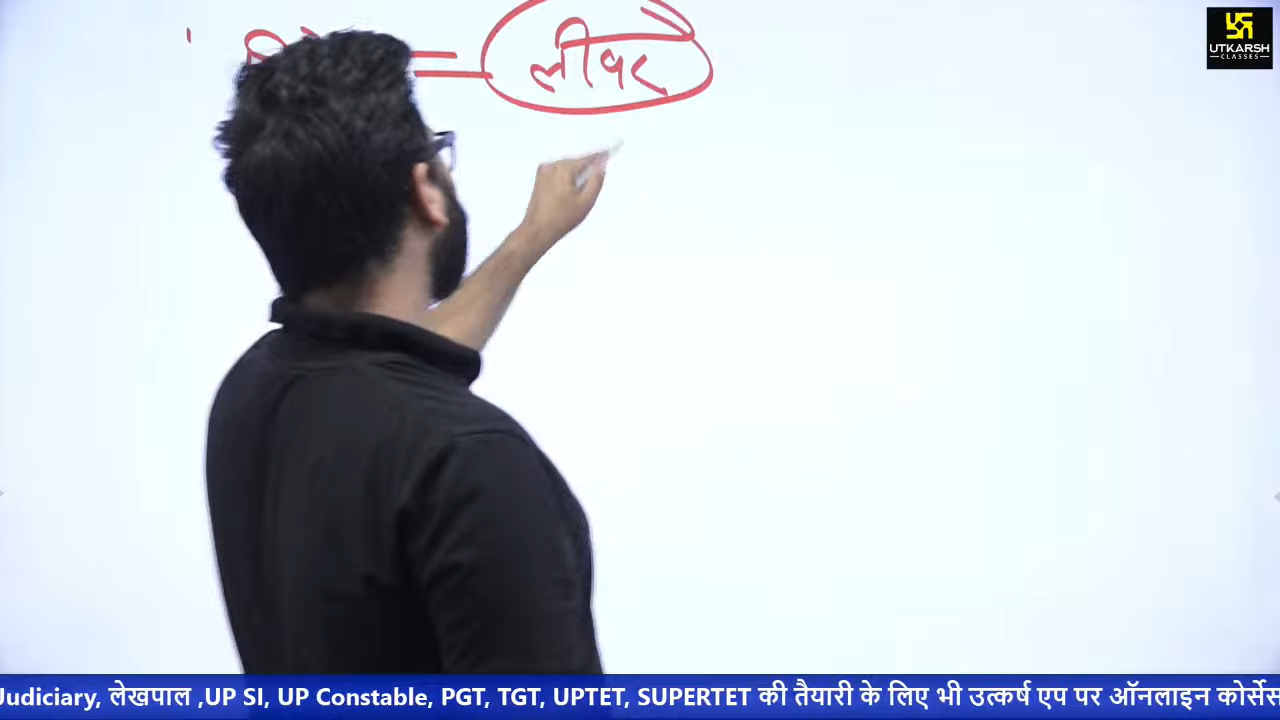 = लीवर
UTKARSH
CLASSES
Judiciary, लेखपाल ,UP SI, UP Constable, PGT, TGT, UPTET, SUPERTET की तैयारी के लिए भी उत्कर्ष एप पर ऑनलाइन कोर्सेस